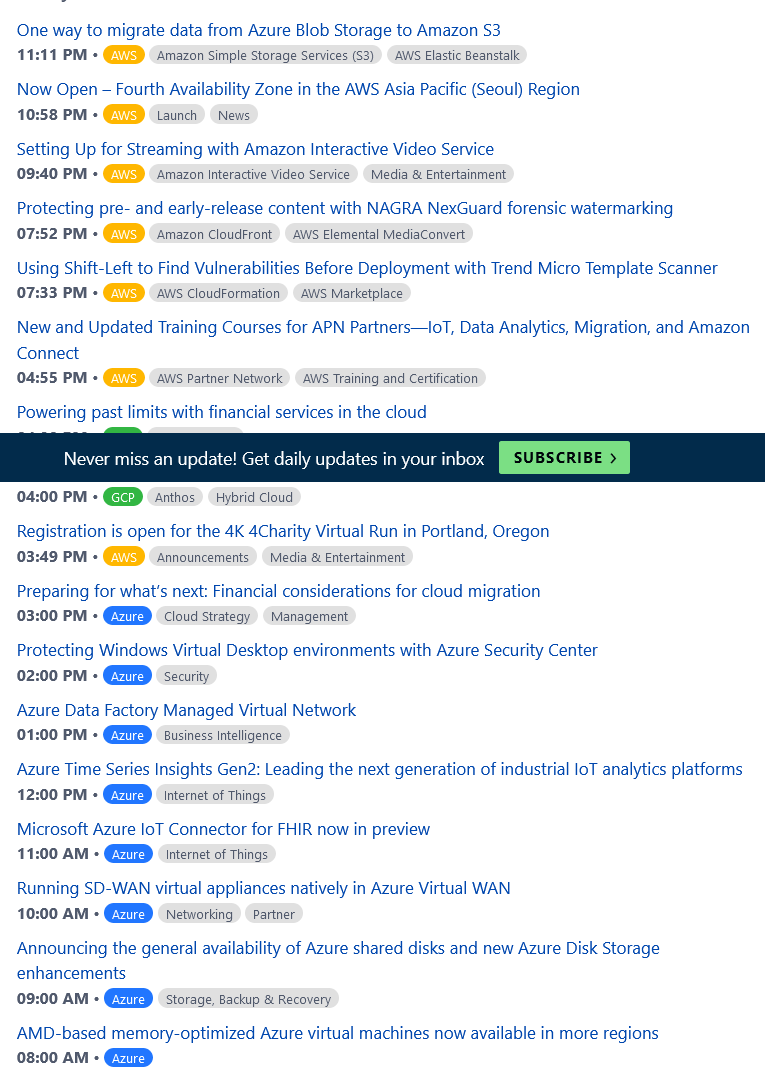 One way to migrate data from Azure Blob Storage to Amazon S3
11:11 PM • AWS Amazon Simple Storage Services (S3) AWS Elastic Beanstalk
Now Open – Fourth Availability Zone in the AWS Asia Pacific (Seoul) Region
10:58 PM • AWS Launch News
Setting Up for Streaming with Amazon Interactive Video Service
09:40 PM • AWS Amazon Interactive Video Service Media & Entertainment
Protecting pre- and early-release content with NAGRA NexGuard forensic watermarking
07:52 PM • AWS Amazon CloudFront AWS Elemental MediaConvert
Using Shift-Left to Find Vulnerabilities Before Deployment with Trend Micro Template Scanner
07:33 PM • AWS AWS CloudFormation AWS Marketplace
New and Updated Training Courses for APN Partners—IoT, Data Analytics, Migration, and Amazon
Connect
04:55 PM • AWS AWS Partner Network AWS Training and Certification
Powering past limits with financial services in the cloud
Never miss an update! Get daily updates in your inbox SUBSCRIBE >
04:00 PM • GCP Anthos Hybrid Cloud
Registration is open for the 4K 4Charity Virtual Run in Portland, Oregon
03:49 PM • AWS Announcements Media & Entertainment
Preparing for what’s next: Financial considerations for cloud migration
03:00 PM • Azure Cloud Strategy Management
Protecting Windows Virtual Desktop environments with Azure Security Center
02:00 PM • Azure Security
Azure Data Factory Managed Virtual Network
01:00 PM • Azure Business Intelligence
Azure Time Series Insights Gen2: Leading the next generation of industrial IoT analytics platforms
12:00 PM • Azure Internet of Things
Microsoft Azure IoT Connector for FHIR now in preview
11:00 AM • Azure Internet of Things
Running SD-WAN virtual appliances natively in Azure Virtual WAN
10:00 AM • Azure Networking Partner
Announcing the general availability of Azure shared disks and new Azure Disk Storage
enhancements
09:00 AM • Azure Storage, Backup & Recovery
AMD-based memory-optimized Azure virtual machines now available in more regions
08:00 AM • Azure